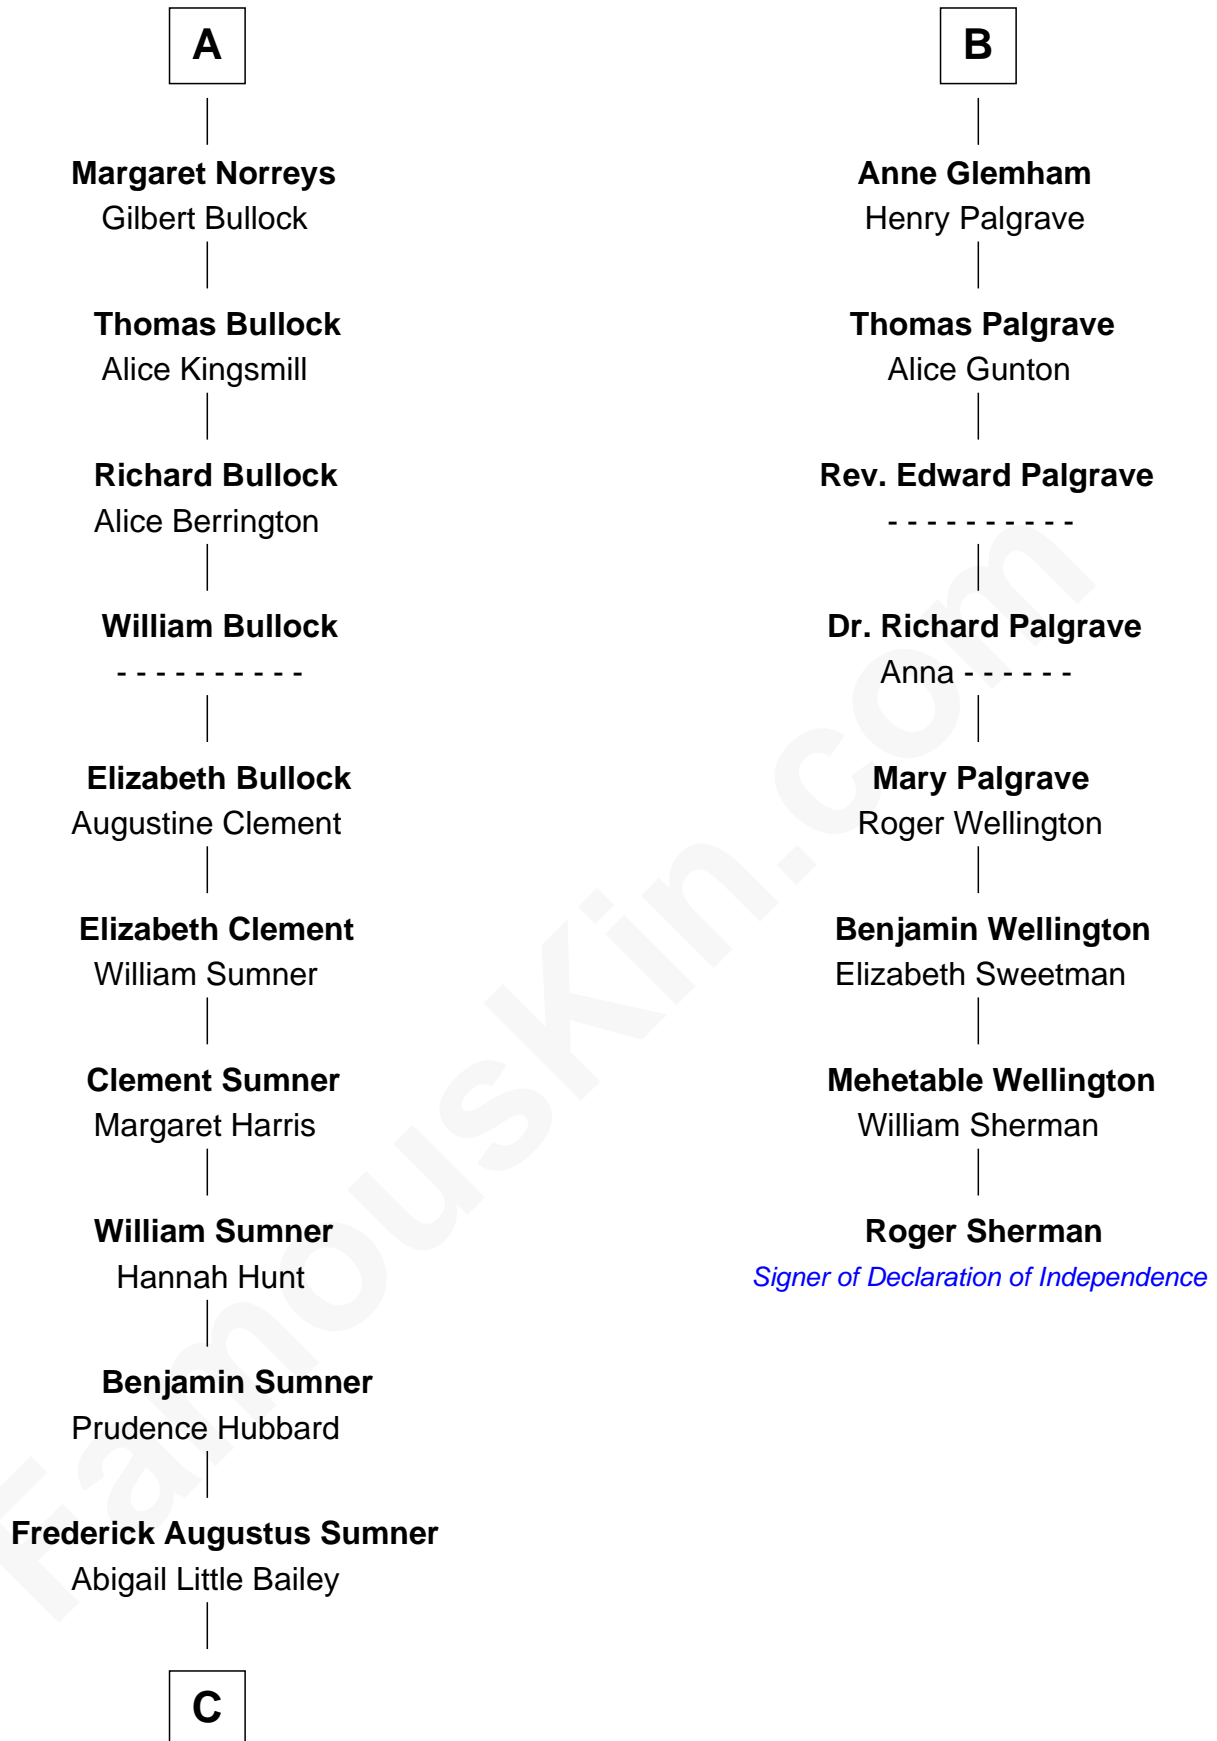 A
Margaret Norreys
Gilbert Bullock
Thomas Bullock
Alice Kingsmill
Richard Bullock
Alice Berrington
William Bullock
- - - - - - - - - -
Elizabeth Bullock
Augustine Clement
Elizabeth Clement
William Sumner
Clement Sumner
Margaret Harris
William Sumner
Hannah Hunt
Benjamin Sumner
Prudence Hubbard
Frederick Augustus Sumner
Abigail Little Bailey
C
B
Anne Glemham
Henry Palgrave
Thomas Palgrave
Alice Gunton
Rev. Edward Palgrave
- - - - - - - - - -
Dr. Richard Palgrave
Anna - - - - - -
Mary Palgrave
Roger Wellington
Benjamin Wellington
Elizabeth Sweetman
Mehetable Wellington
William Sherman
Roger Sherman
Signer of Declaration of Independence
FamousKin.com